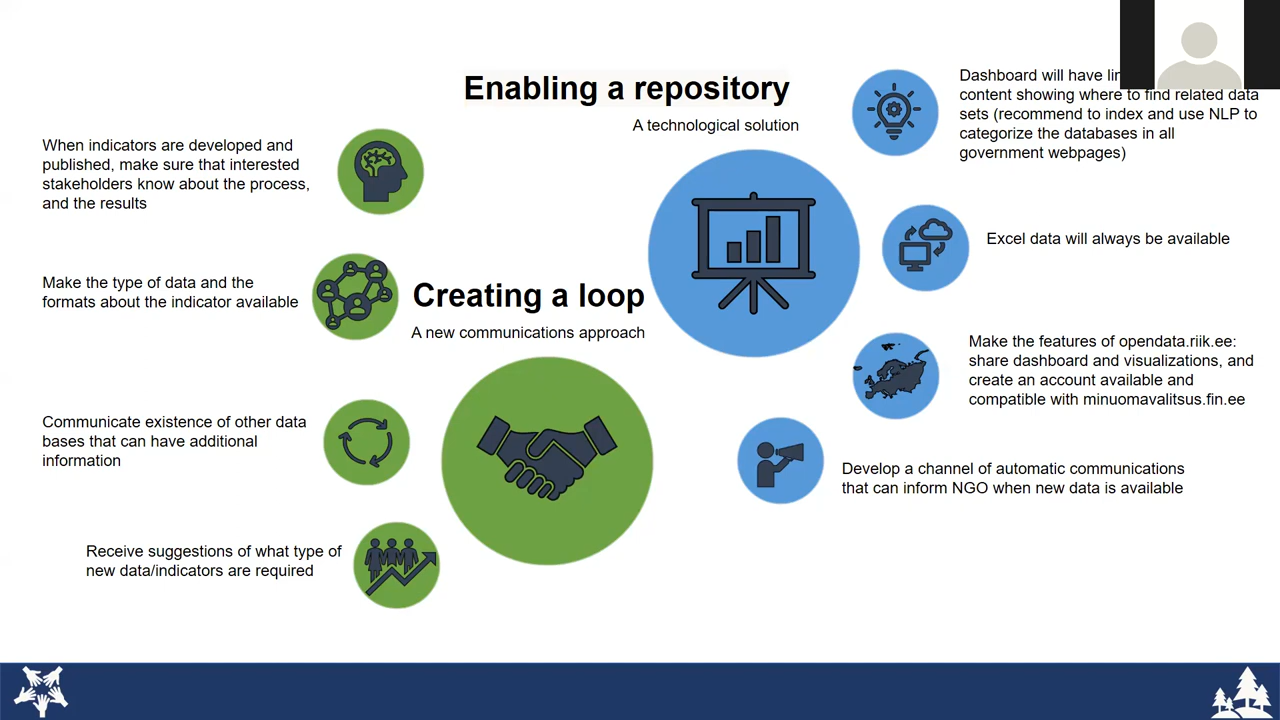 Enabling a repository
A technological solution
Dashboard will have
content showing where to find related data
sets (recommend to index and use NLP to
categorize the databases in all
government webpages)
Excel data will always be available
Make the features of opendata.riik.ee:
share dashboard and visualizations, and
create an account available and
compatible with minuomavalitsus.fin.ee
Develop a channel of automatic communications
that can inform NGO when new data is available
Creating a loop
A new communications approach
When indicators are developed and
published, make sure that interested
stakeholders know about the process,
and the results
Make the type of data and the
formats about the indicator available
Communicate existence of other data
bases that can have additional
information
Receive suggestions of what type of
new data/indicators are required